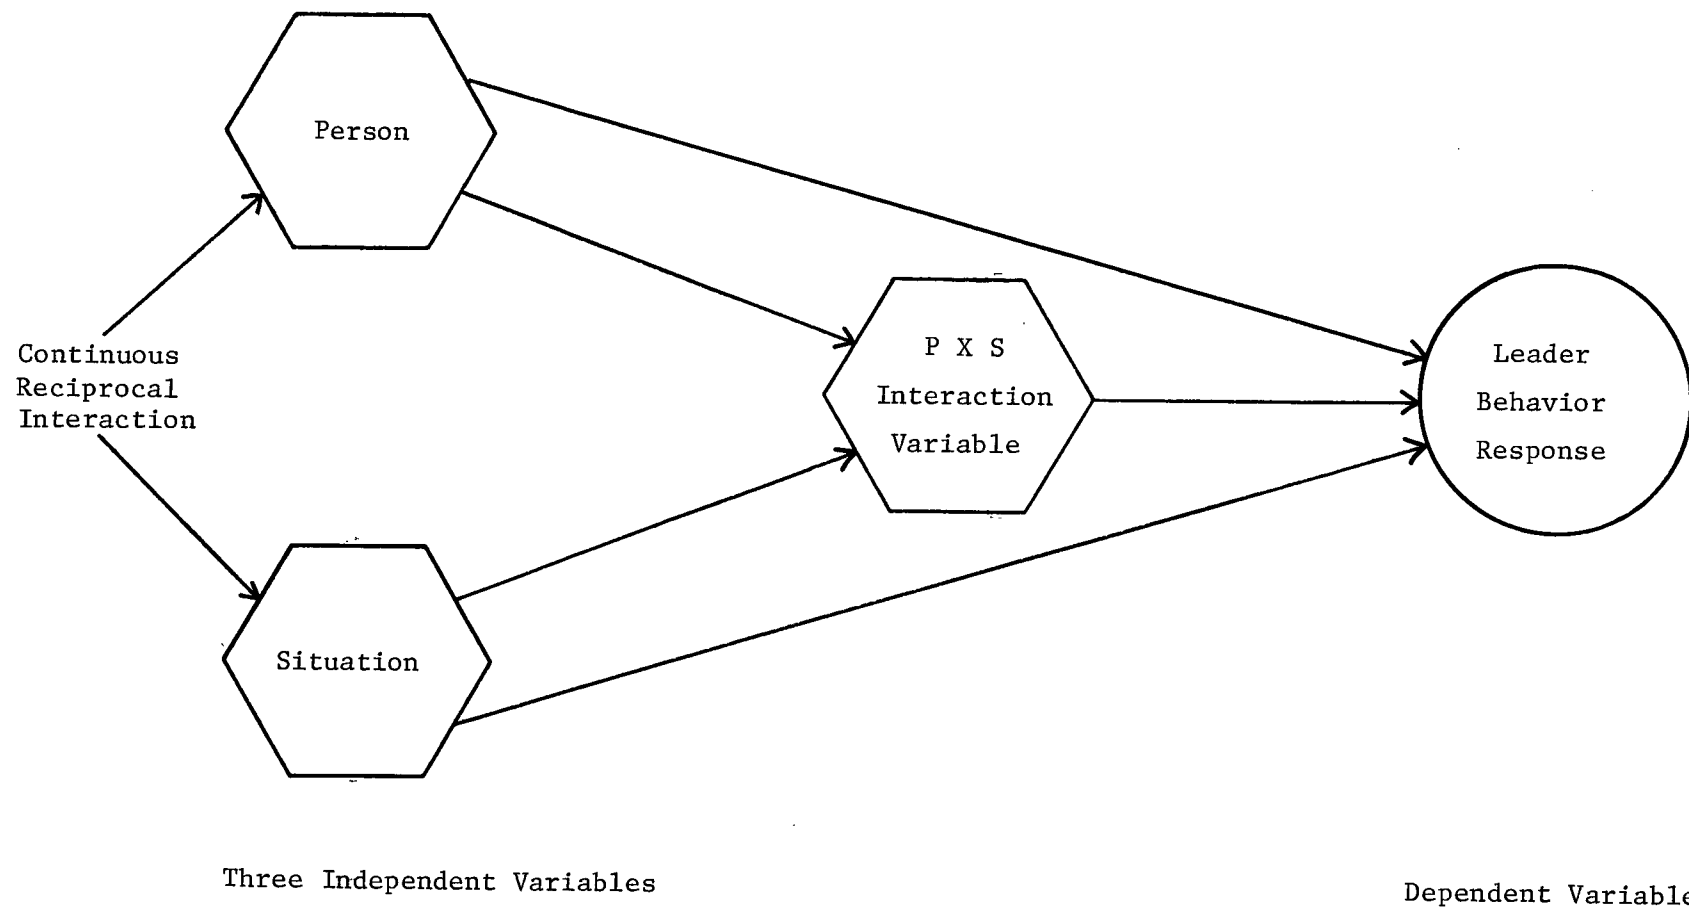 Person
Continuous
Reciprocal
Interaction
P X S
Interaction
Variable
Leader
Behavior
Response
Situation
Three Independent Variables
Dependent Variable